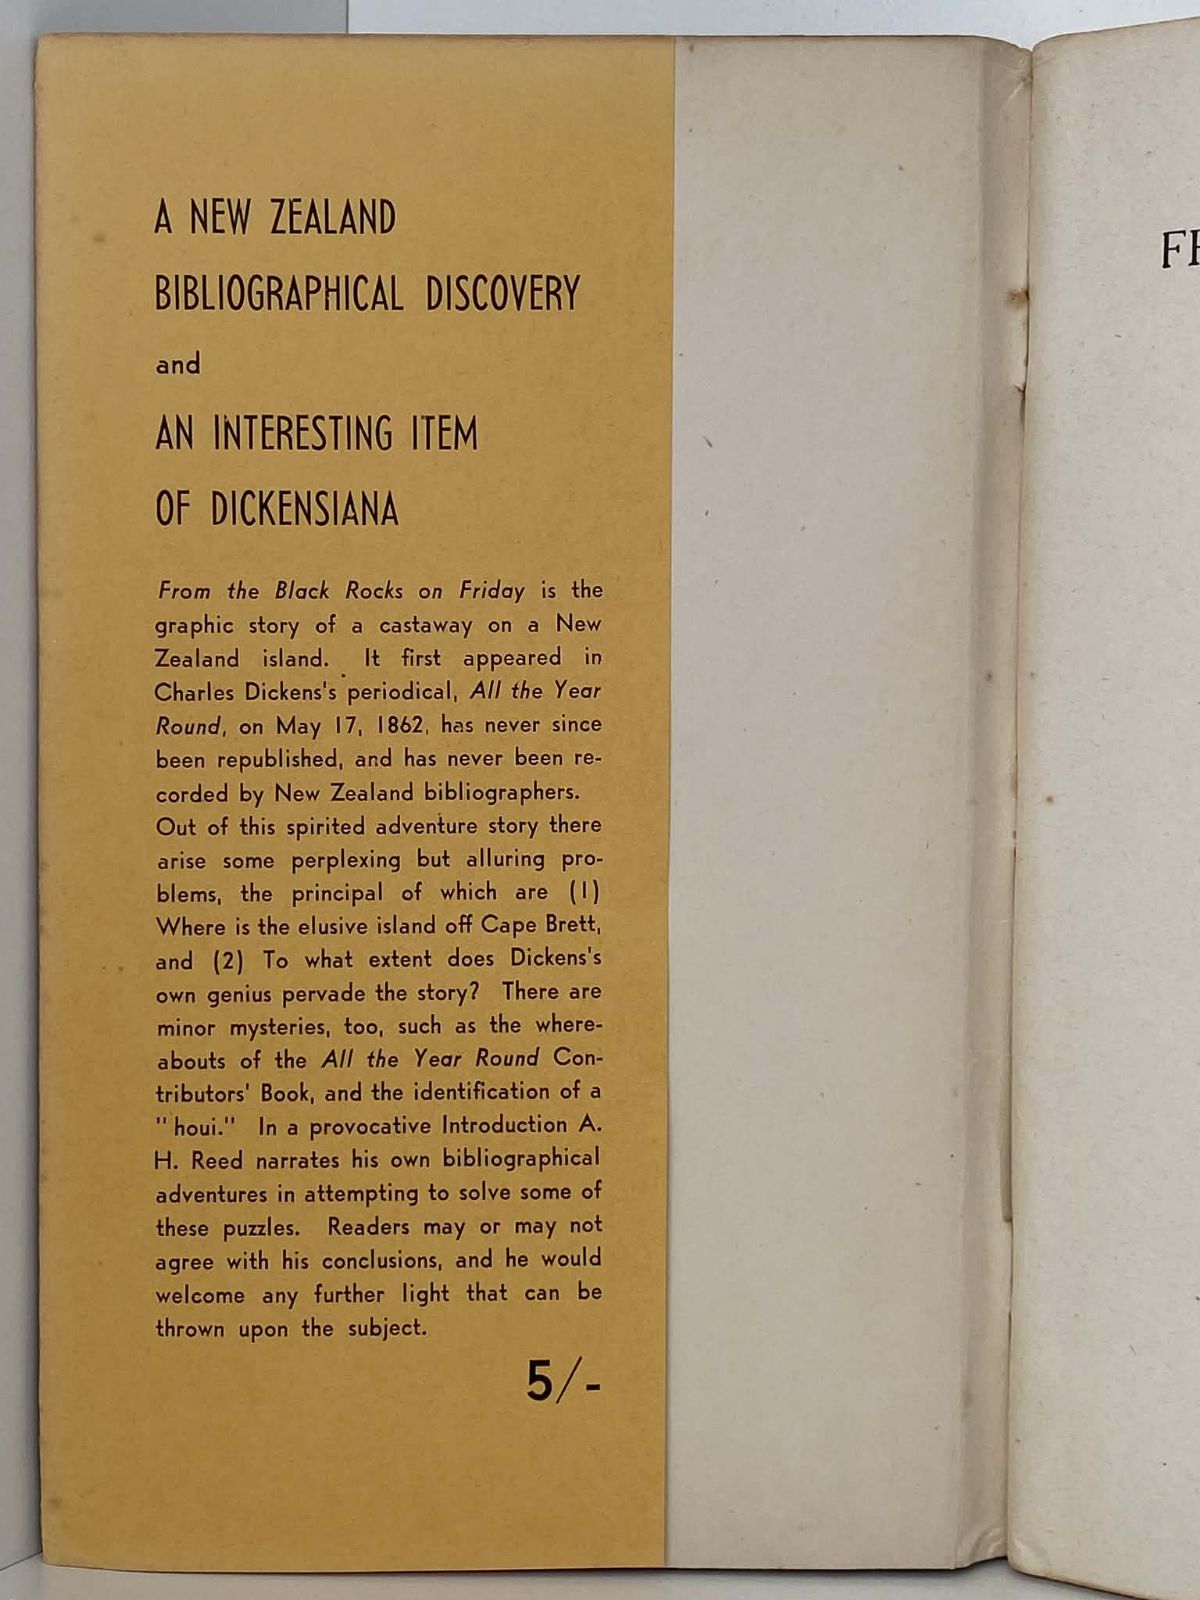 A NEW ZEALAND
BIBLIOGRAPHICAL DISCOVERY
and
AN INTERESTING ITEM
OF DICKENSIANA
From the Black Rocks on Friday is the
graphic story of a castaway on a New
Zealand island. It first appeared in
Charles Dickens's periodical, All the Year
Round, on May 17, 1862, has never since
been republished, and has never been re-
corded by New Zealand bibliographers.
Out of this spirited adventure story there
arise some perplexing but alluring pro-
blems, the principal of which are (1)
Where is the elusive island off Cape Brett,
and (2) To what extent does Dickens's
own genius pervade the story? There are
minor mysteries, too, such as the where-
abouts of the All the Year Round Con-
tributors' Book, and the identification of a
"houi." In a provocative Introduction A.
H. Reed narrates his own bibliographical
adventures in attempting to solve some of
these puzzles. Readers may or may not
agree with his conclusions, and he would
welcome any further light that can be
thrown upon the subject.
5/-